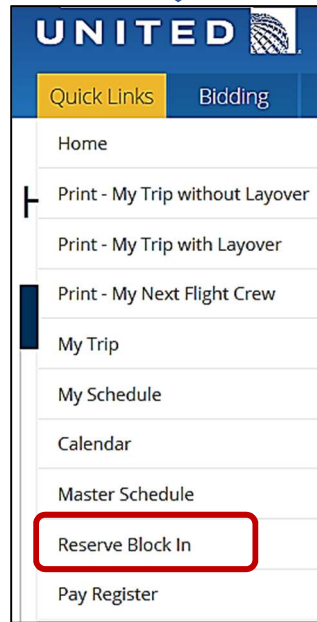 UNITED
Quick Links Bidding
Home
Print - My Trip without Layover
Print - My Trip with Layover
Print - My Next Flight Crew
My Trip
My Schedule
Calendar
Master Schedule
Reserve Block In
Pay Register